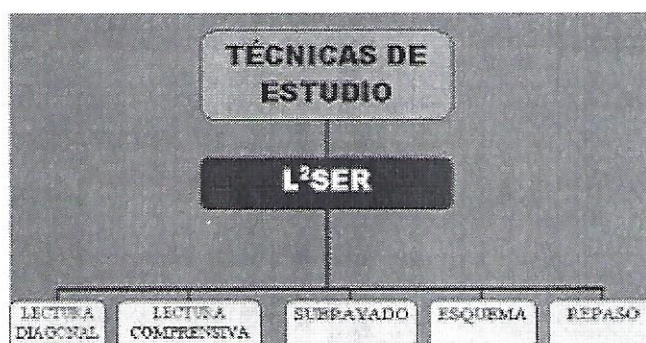 TÉCNICAS DE
ESTUDIO
L²SER
LECTURA
DIAGONAL
LECTURA
COMPRENSIVA
SUBRAYADO
ESQUEMA
REPASO